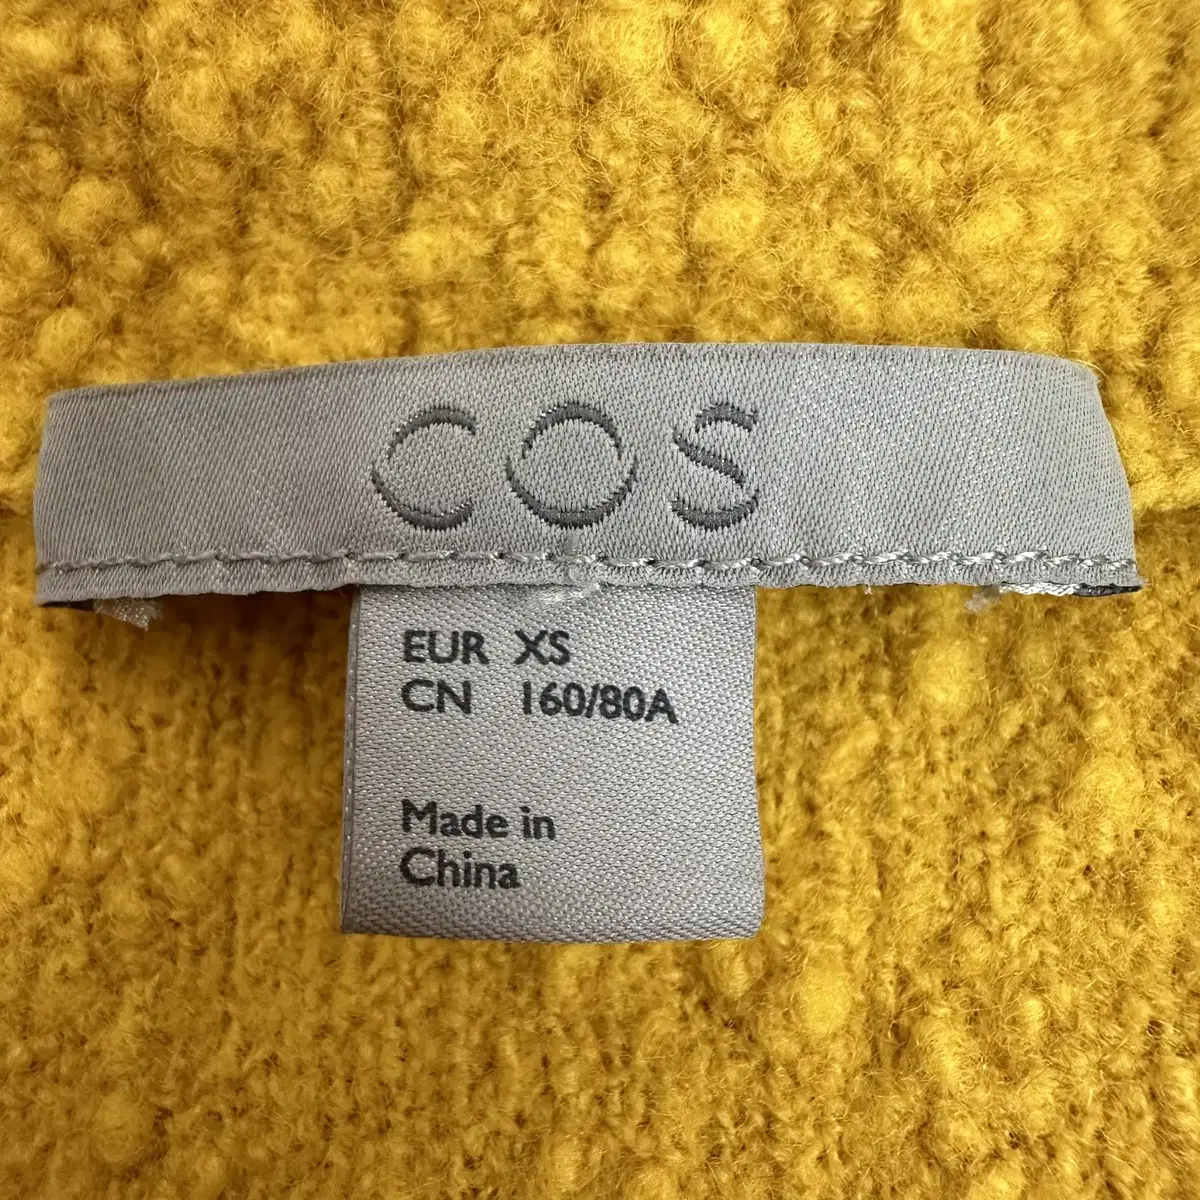 COS
EUR XS
CN 160/80A
Made in
China